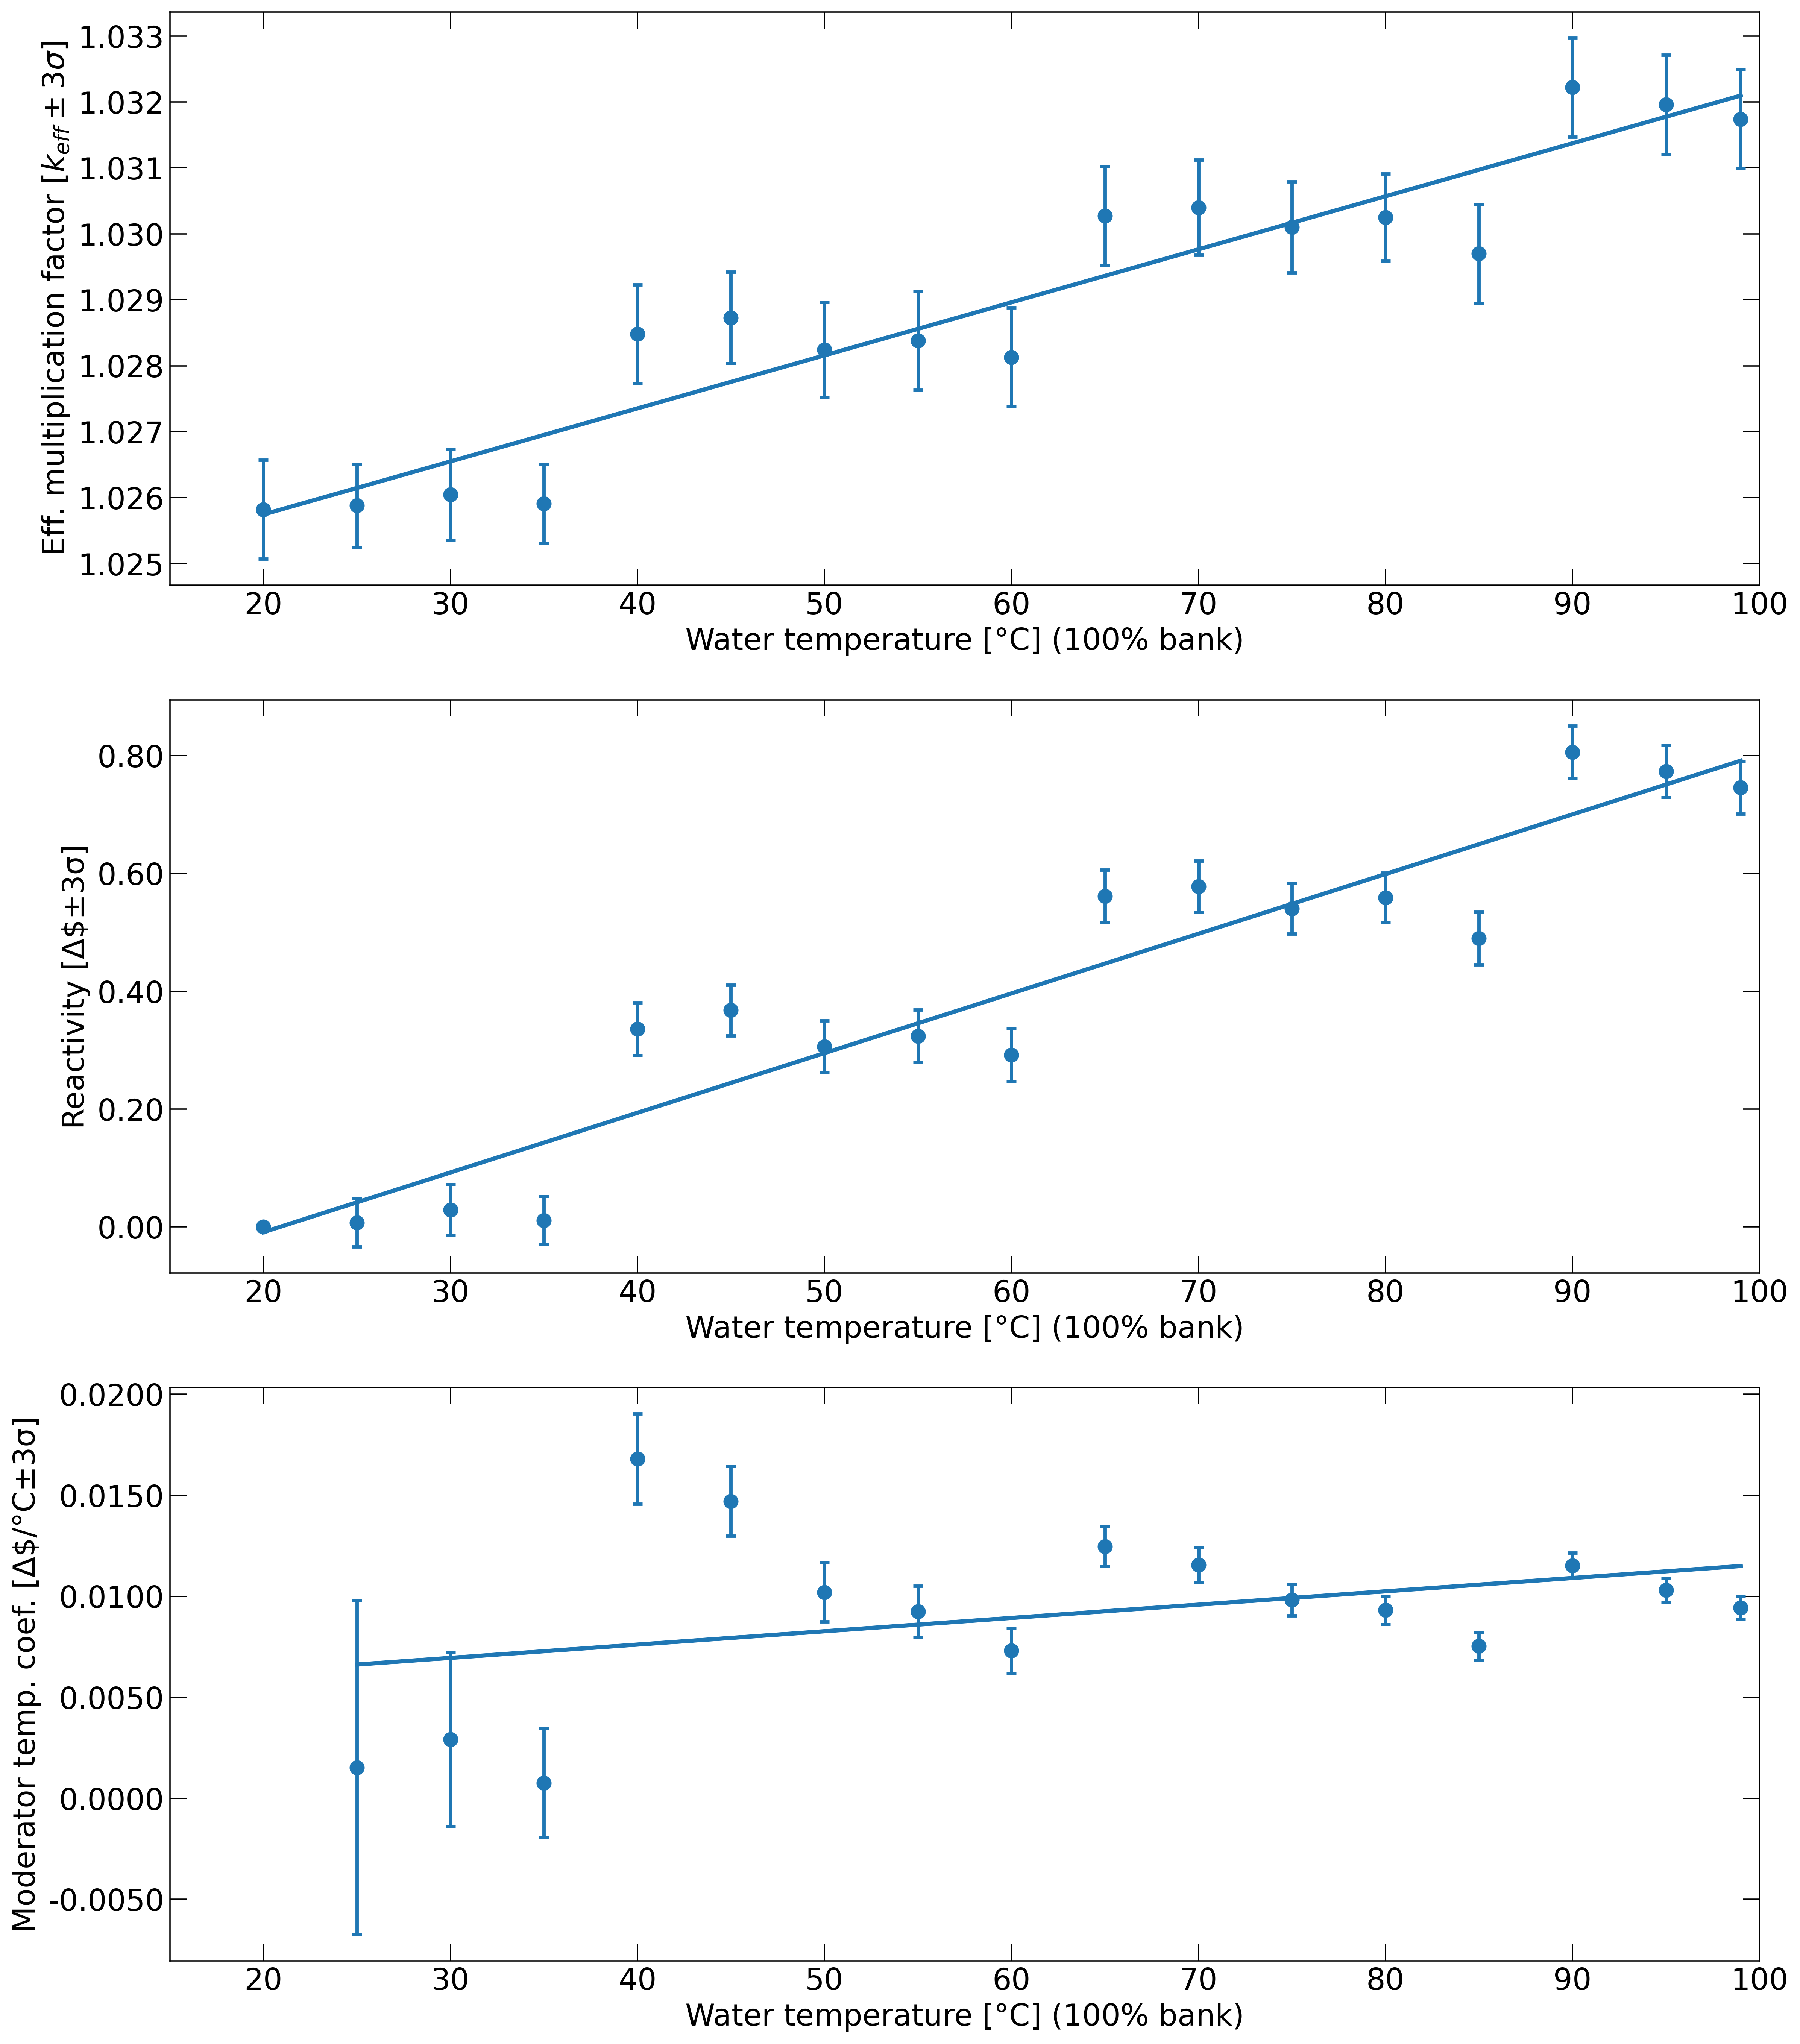 Eff. multiplication factor [k_eff ± 3σ]
1.033
1.032
1.031
1.030
1.029
1.028
1.027
1.026
1.025
20 30 40 50 60 70 80 90 100
Water temperature [°C] (100% bank)
Reactivity [Δ$±3σ]
0.80
0.60
0.40
0.20
0.00
20 30 40 50 60 70 80 90 100
Water temperature [°C] (100% bank)
Moderator temp. coef. [Δ$/°C±3σ]
0.0200
0.0150
0.0100
0.0050
0.0000
-0.0050
20 30 40 50 60 70 80 90 100
Water temperature [°C] (100% bank)